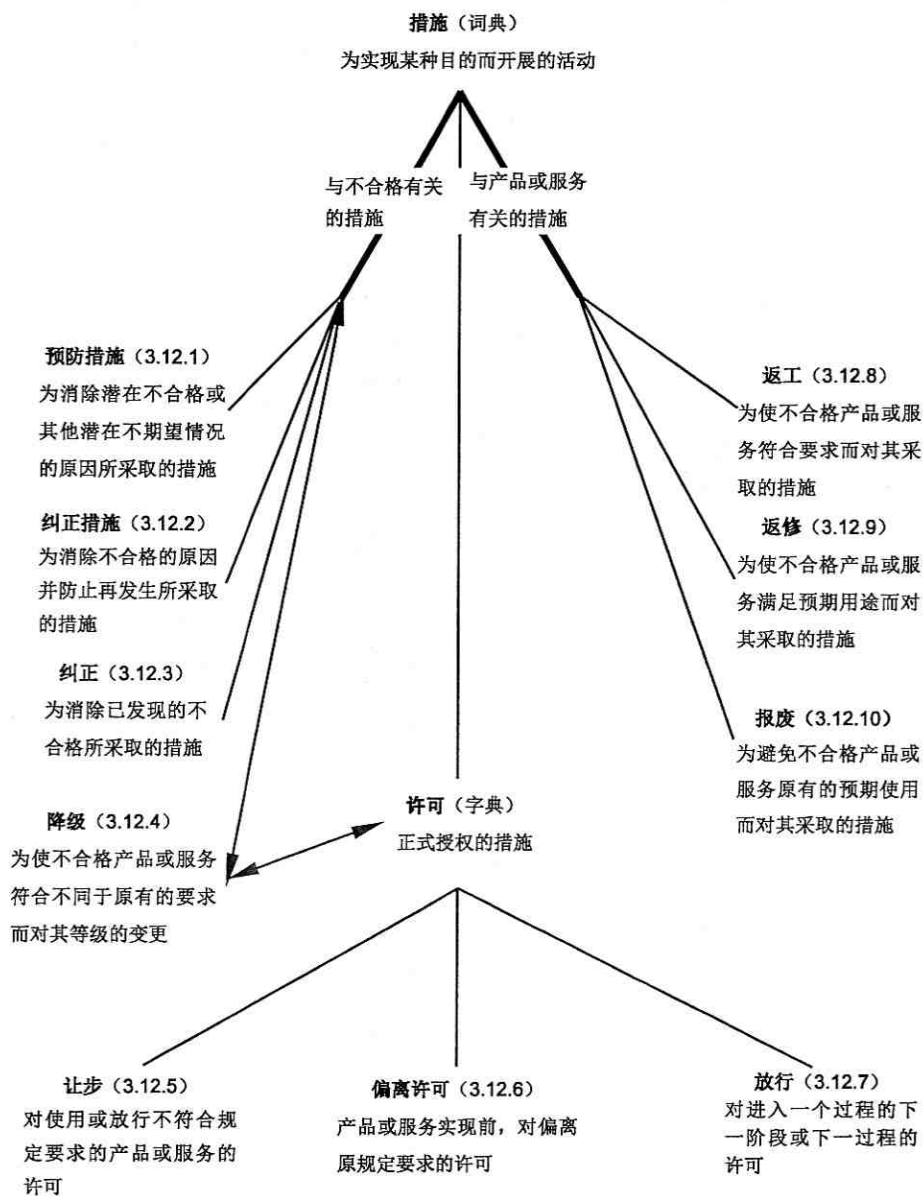 措施（词典）
为实现某种目的而开展的活动
与不合格有关
的措施
与产品或服务
有关的措施
预防措施（3.12.1）
为消除潜在不合格或
其他潜在不期望情况
的原因所采取的措施
纠正措施（3.12.2）
为消除不合格的原因
并防止再发生所采取
的措施
纠正（3.12.3）
为消除已发现的不
合格所采取的措施
降级（3.12.4）
为使不合格产品或服务
符合不同于原有的要求
而对其等级的变更
返工（3.12.8）
为使不合格产品或服
务符合要求而对其采
取的措施
返修（3.12.9）
为使不合格产品或服
务满足预期用途而对
其采取的措施
报废（3.12.10）
为避免不合格产品或
服务原有的预期使用
而对其采取的措施
许可（字典）
正式授权的措施
让步（3.12.5）
对使用或放行不符合规
定要求的产品或服务的
许可
偏离许可（3.12.6）
产品或服务实现前，对偏离
原规定要求的许可
放行（3.12.7）
对进入一个过程的下
一阶段或下一过程的
许可